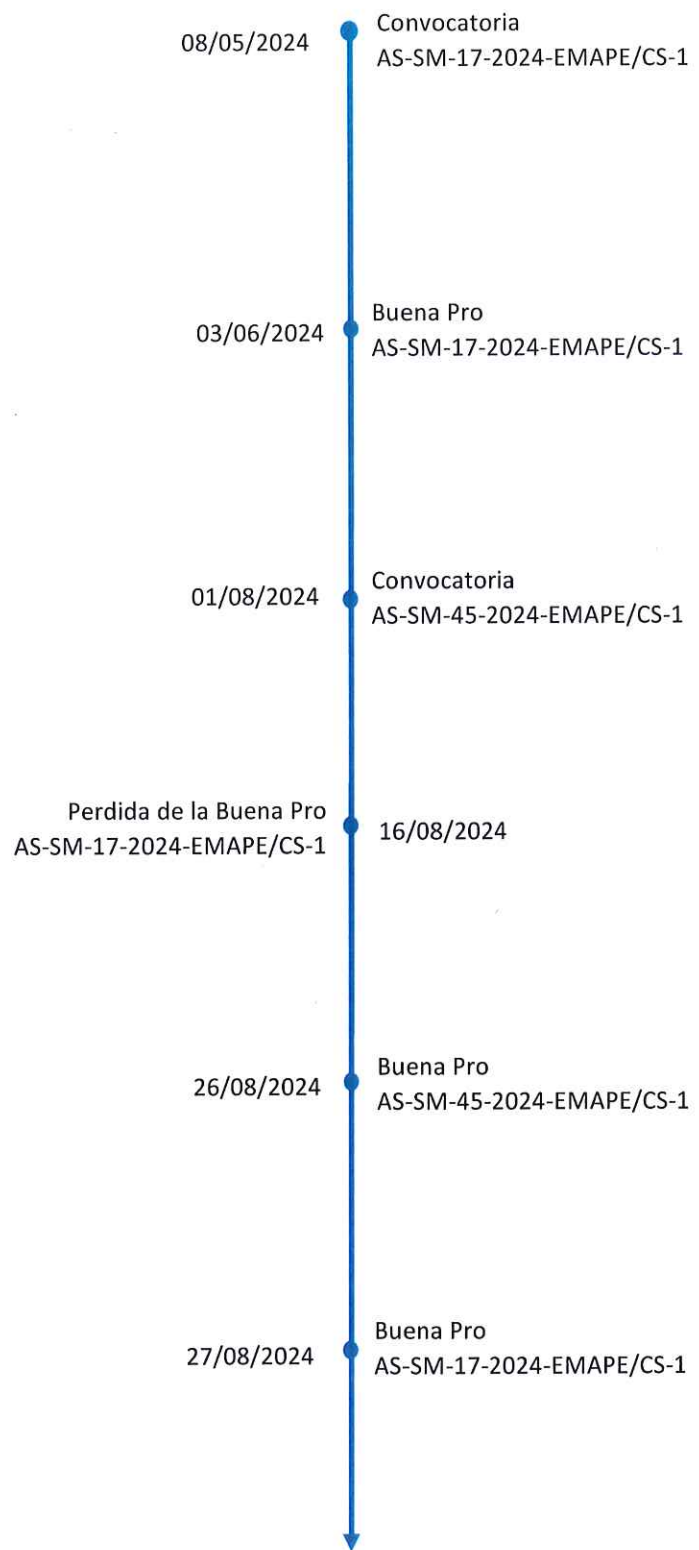 08/05/2024
Convocatoria
AS-SM-17-2024-EMAPE/CS-1
03/06/2024
Buena Pro
AS-SM-17-2024-EMAPE/CS-1
01/08/2024
Convocatoria
AS-SM-45-2024-EMAPE/CS-1
Perdida de la Buena Pro
AS-SM-17-2024-EMAPE/CS-1
16/08/2024
26/08/2024
Buena Pro
AS-SM-45-2024-EMAPE/CS-1
27/08/2024
Buena Pro
AS-SM-17-2024-EMAPE/CS-1